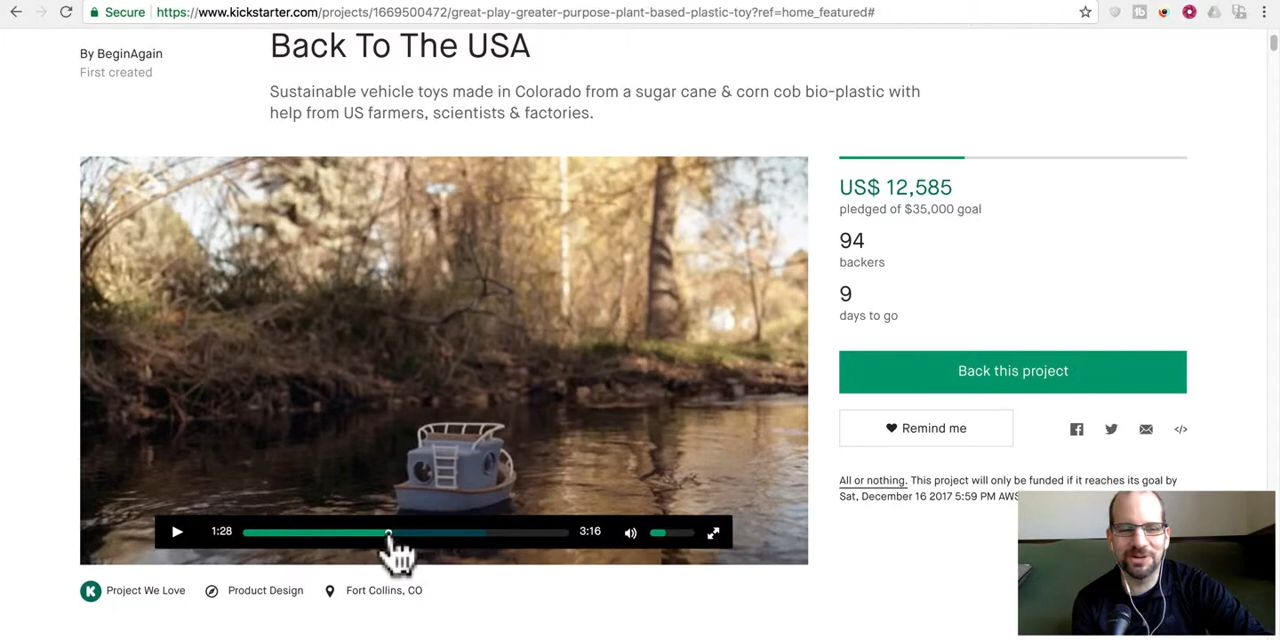 Secure
https://www.kickstarter.com/projects/1669500472/great-play-greater-purpose-plant-based-plastic-toy?ref=home_featured#
By BeginAgain
First created
Back To The USA
Sustainable vehicle toys made in Colorado from a sugar cane & corn cob bio-plastic with
help from US farmers, scientists & factories.
US$ 12,585
pledged of $35,000 goal
94
backers
9
days to go
Back this project
Remind me
All or nothing. This project will only be funded if it reaches its goal by
Sat, December 16 2017 5:59 PM AWS
1:28
3:16
K Project We Love
Product Design
Fort Collins, CO